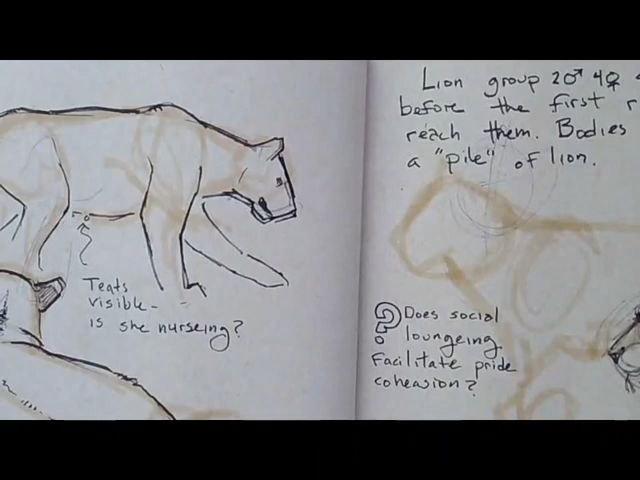 Teats
visible-
is she nurseing?
Lion group 2♂ 4♀
before the first r
reach them. Bodies
a "pile" of lion.
? Does social
loungeing
facilitate pride
coheasion?